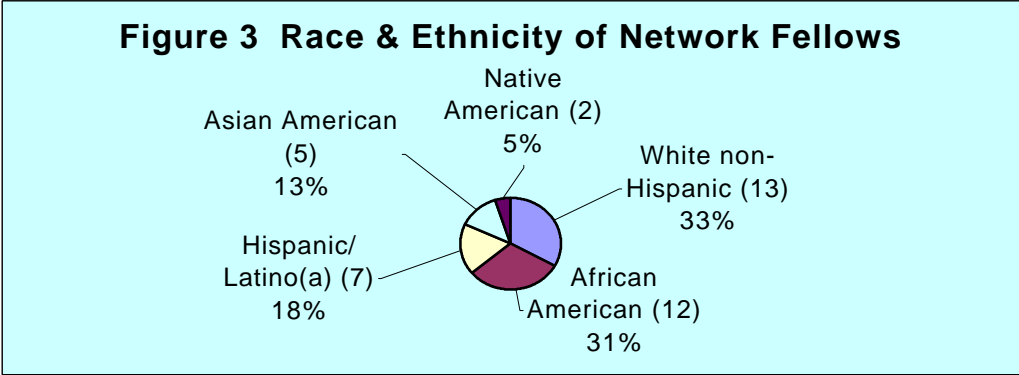 Figure 3 Race & Ethnicity of Network Fellows
Native
American (2)
5%
Asian American
(5)
13%
White non-
Hispanic (13)
33%
Hispanic/
Latino(a) (7)
18%
African
American (12)
31%